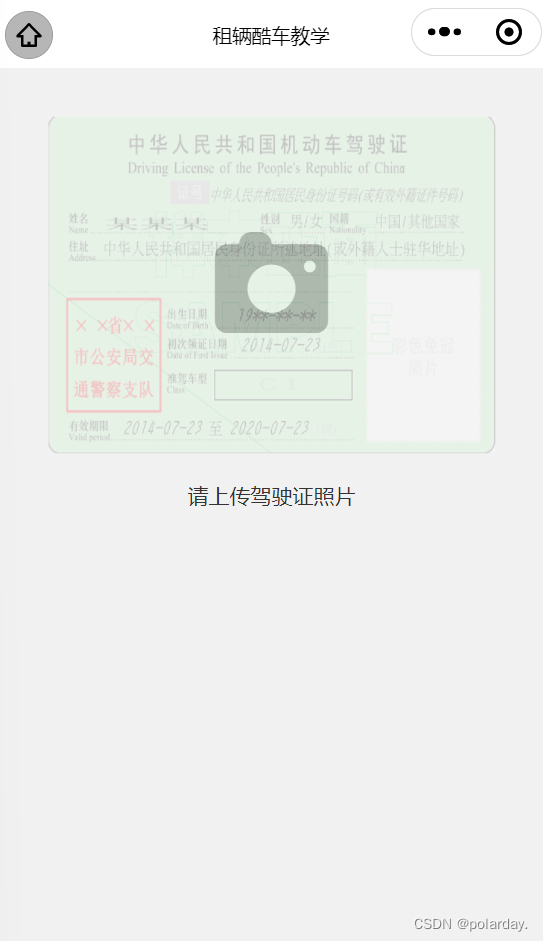 租辆酷车教学
中华人民共和国机动车驾驶证
Driving License of the People's Republic of China
证号 中华人民共和国居民身份证号码(或有效外籍证件号码)
姓名 某 某 某 性别 男/女 国籍 中国/其他国家
Name Sex Nationality
住址 中华人民共和国居民身份证所选地址(或外籍人士驻华地址)
Address
出生日期 19**-**-**
Date of Birth
× ×省× ×
市公安局交
通警察支队
初次领证日期 2014-07-23
Date of First Issue
准驾车型 C1
Class
彩色免冠
照片
有效期限 2014-07-23 至 2020-07-23
Valid period
请上传驾驶证照片
CSDN @polarday.